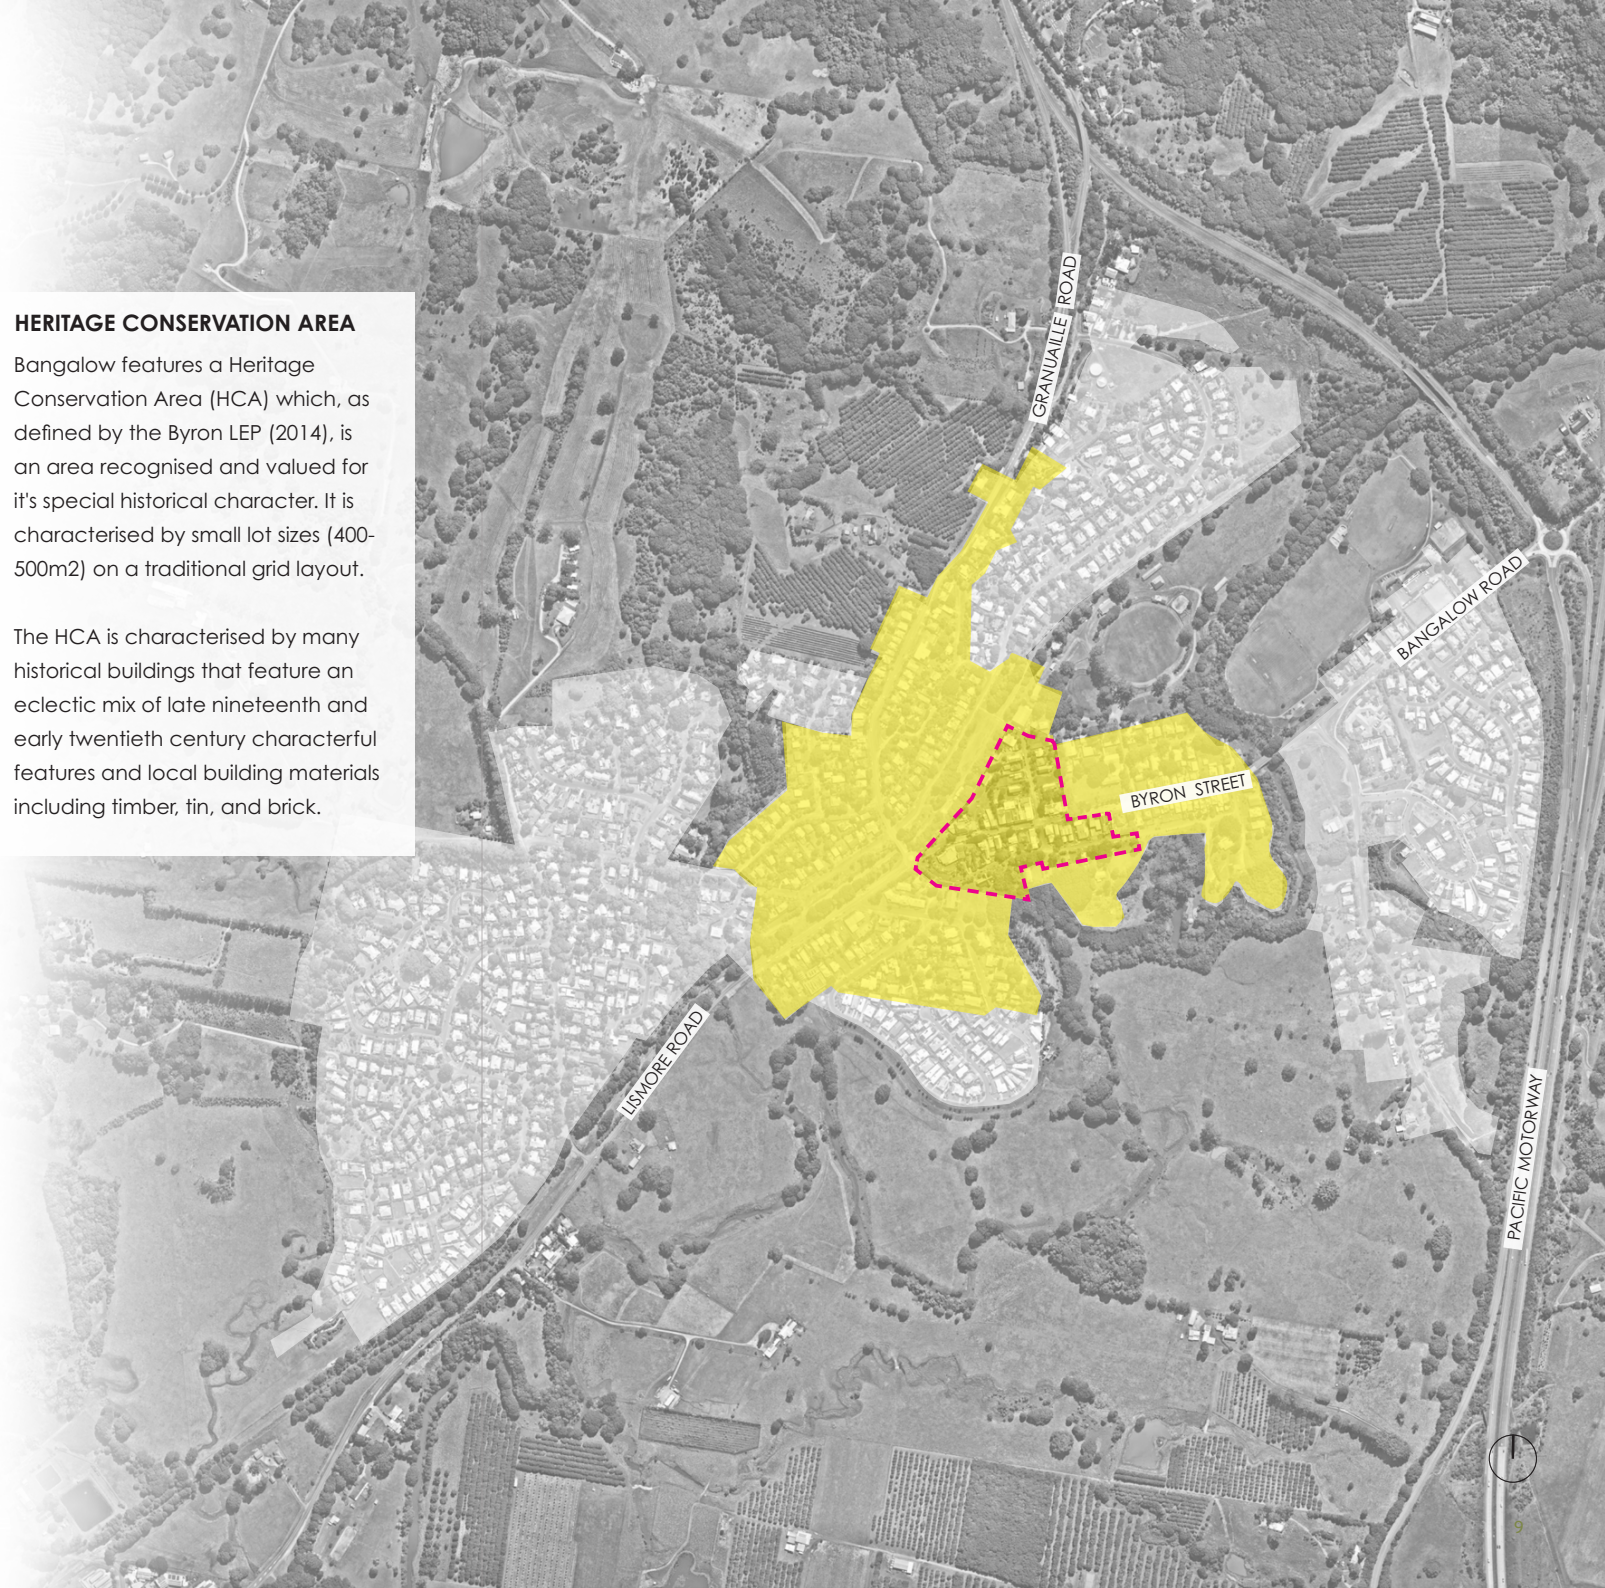 HERITAGE CONSERVATION AREA
Bangalow features a Heritage
Conservation Area (HCA) which, as
defined by the Byron LEP (2014), is
an area recognised and valued for
it's special historical character. It is
characterised by small lot sizes (400-
500m2) on a traditional grid layout.
The HCA is characterised by many
historical buildings that feature an
eclectic mix of late nineteenth and
early twentieth century characterful
features and local building materials
including timber, tin, and brick.
GRANUAILLE ROAD
BANGALOW ROAD
BYRON STREET
LISMORE ROAD
PACIFIC MOTORWAY
9